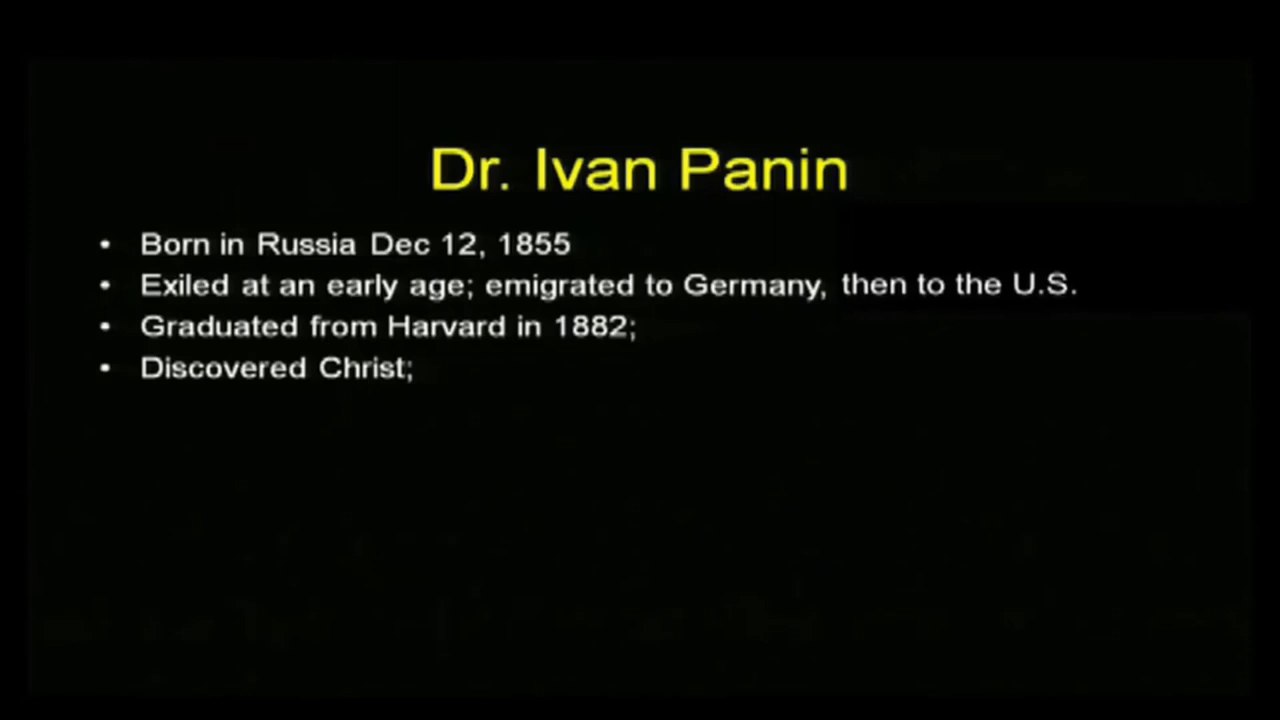 Dr. Ivan Panin
• Born in Russia Dec 12, 1855
• Exiled at an early age; emigrated to Germany, then to the U.S.
• Graduated from Harvard in 1882;
• Discovered Christ;